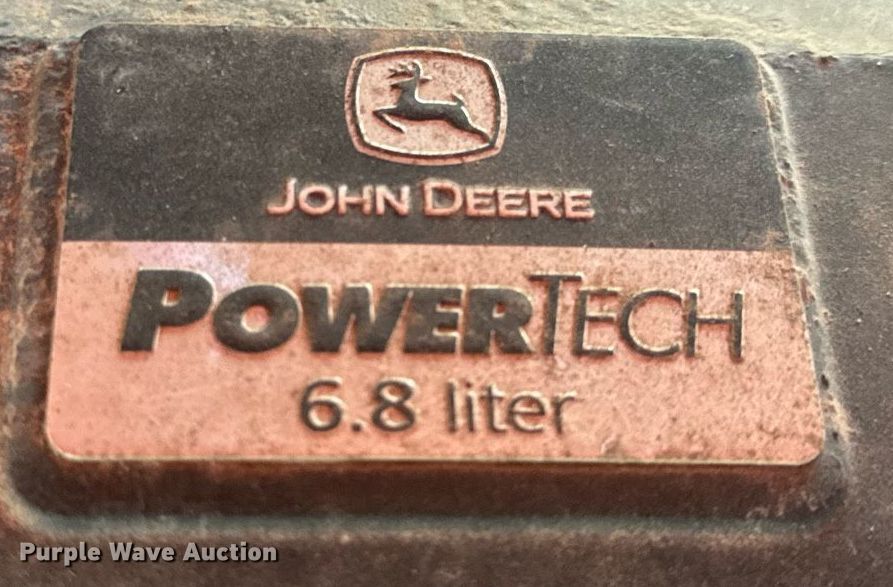 JOHN DEERE
POWERTECH
6.8 liter
Purple Wave Auction